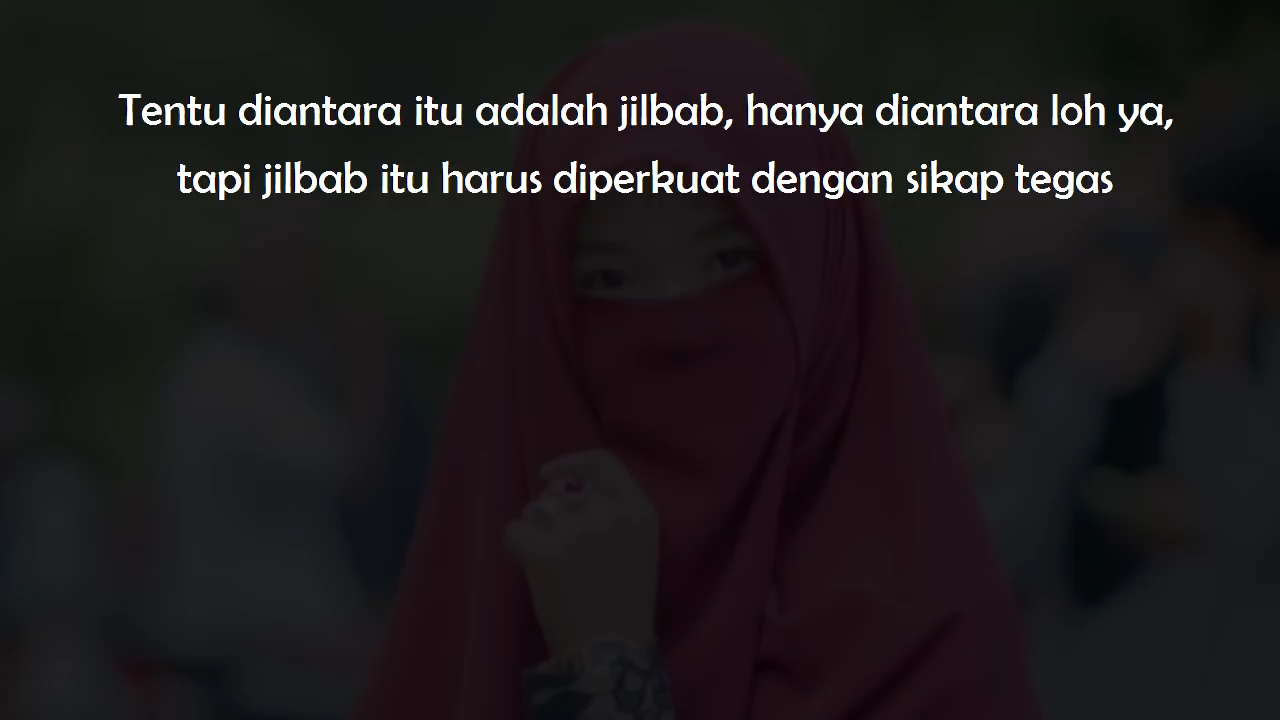 Tentu diantara itu adalah jilbab, hanya diantara loh ya,
tapi jilbab itu harus diperkuat dengan sikap tegas